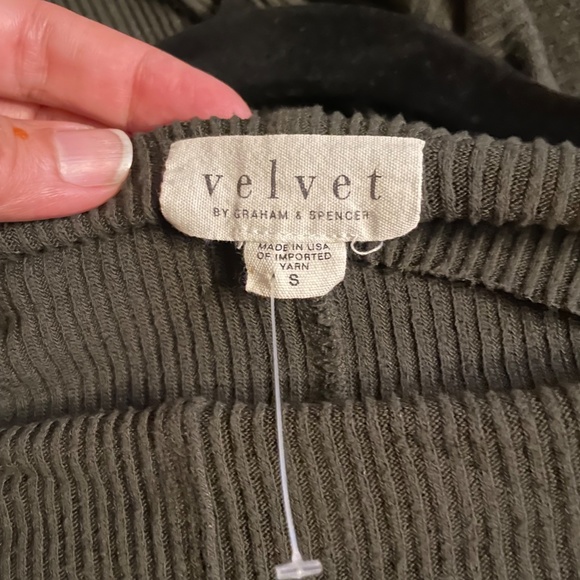 velvet
BY GRAHAM & SPENCER
MADE IN USA
OF IMPORTED
YARN
S